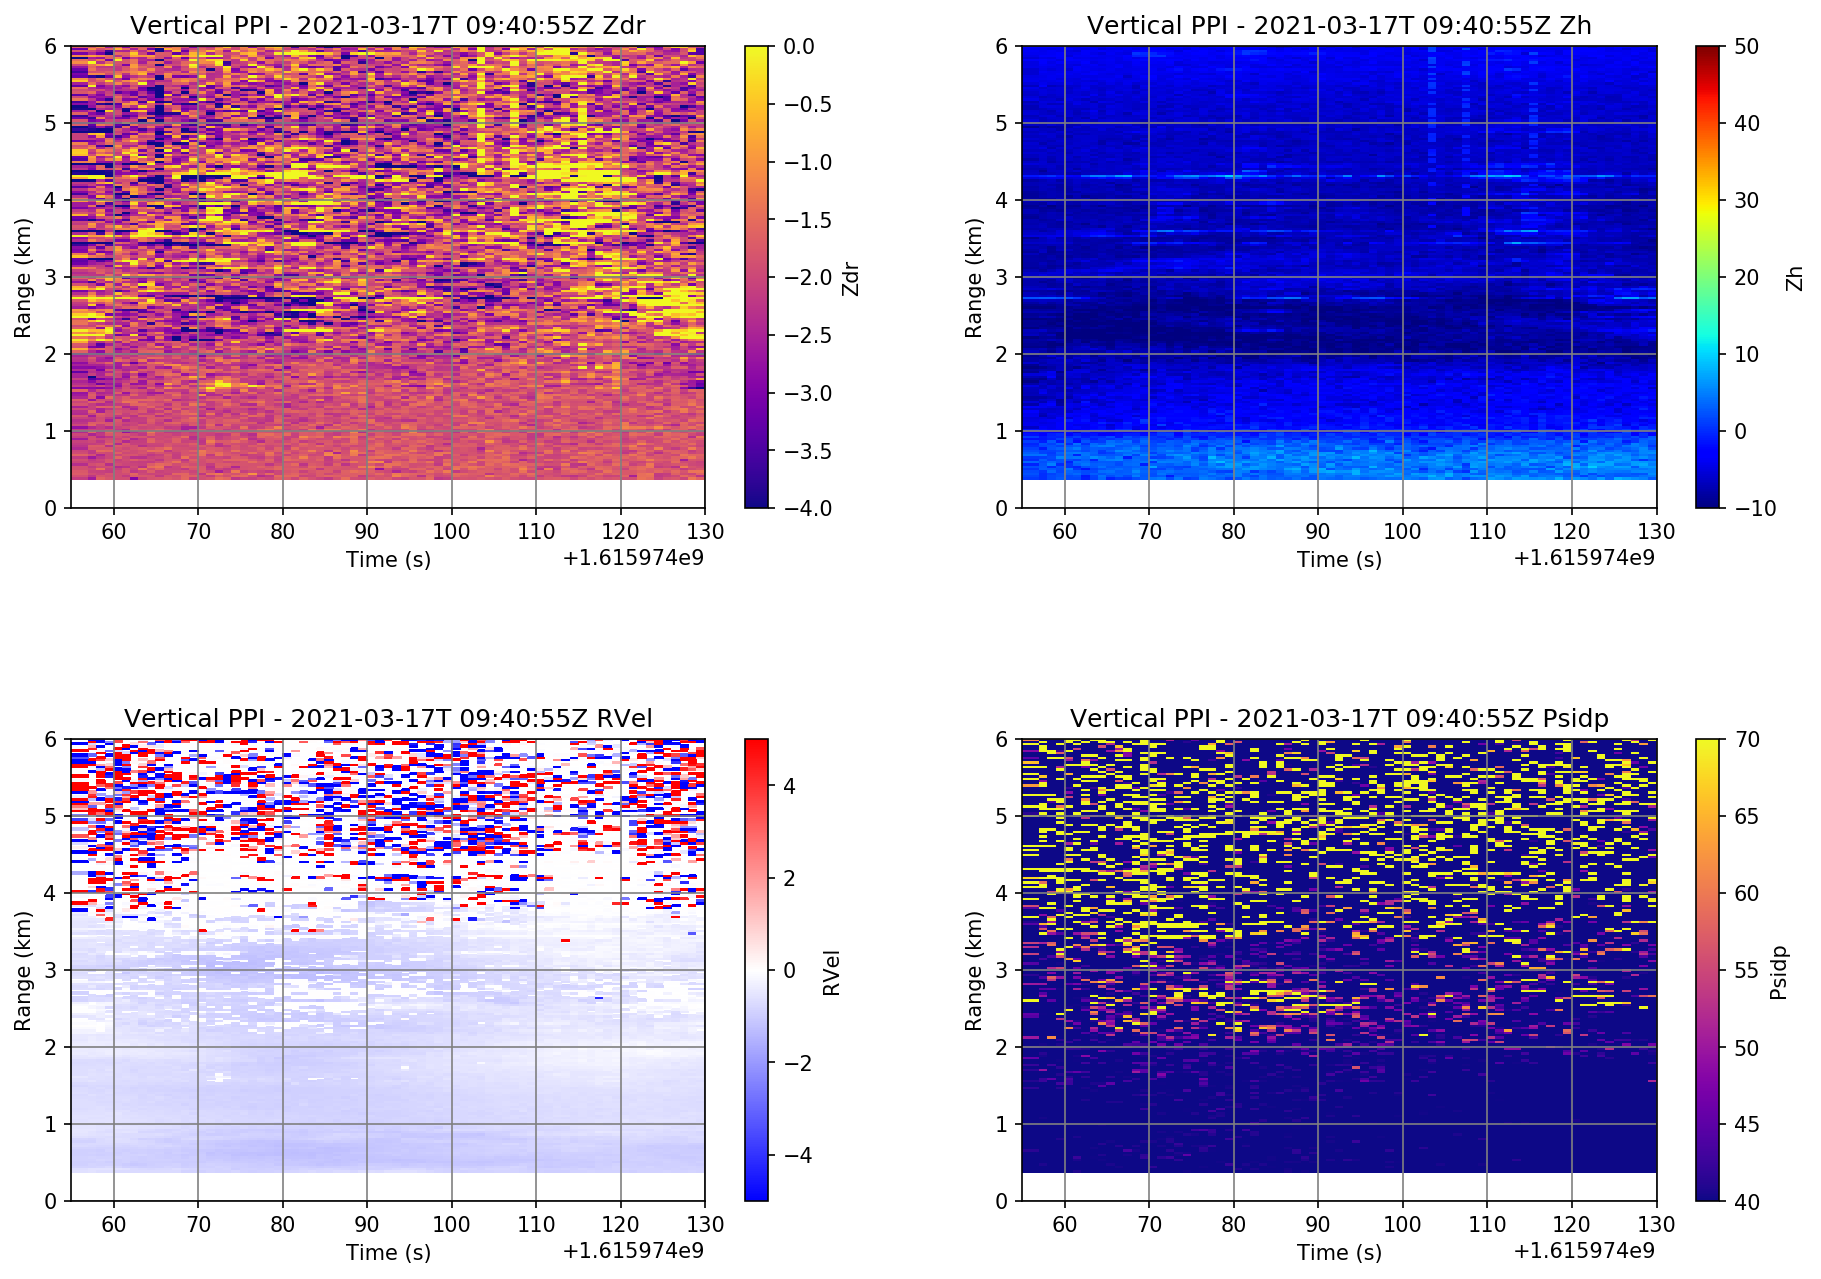 Vertical PPI - 2021-03-17T 09:40:55Z Zdr
6
5
4
3
2
1
0
Range (km)
60 70 80 90 100 110 120 130
Time (s)
+1.615974e9
0.0
−0.5
−1.0
−1.5
−2.0
−2.5
−3.0
−3.5
−4.0
Zdr
Vertical PPI - 2021-03-17T 09:40:55Z Zh
6
5
4
3
2
1
0
Range (km)
60 70 80 90 100 110 120 130
Time (s)
+1.615974e9
50
40
30
20
10
0
−10
Zh
Vertical PPI - 2021-03-17T 09:40:55Z RVel
6
5
4
3
2
1
0
Range (km)
60 70 80 90 100 110 120 130
Time (s)
+1.615974e9
4
2
0
−2
−4
RVel
Vertical PPI - 2021-03-17T 09:40:55Z Psidp
6
5
4
3
2
1
0
Range (km)
60 70 80 90 100 110 120 130
Time (s)
+1.615974e9
70
65
60
55
50
45
40
Psidp